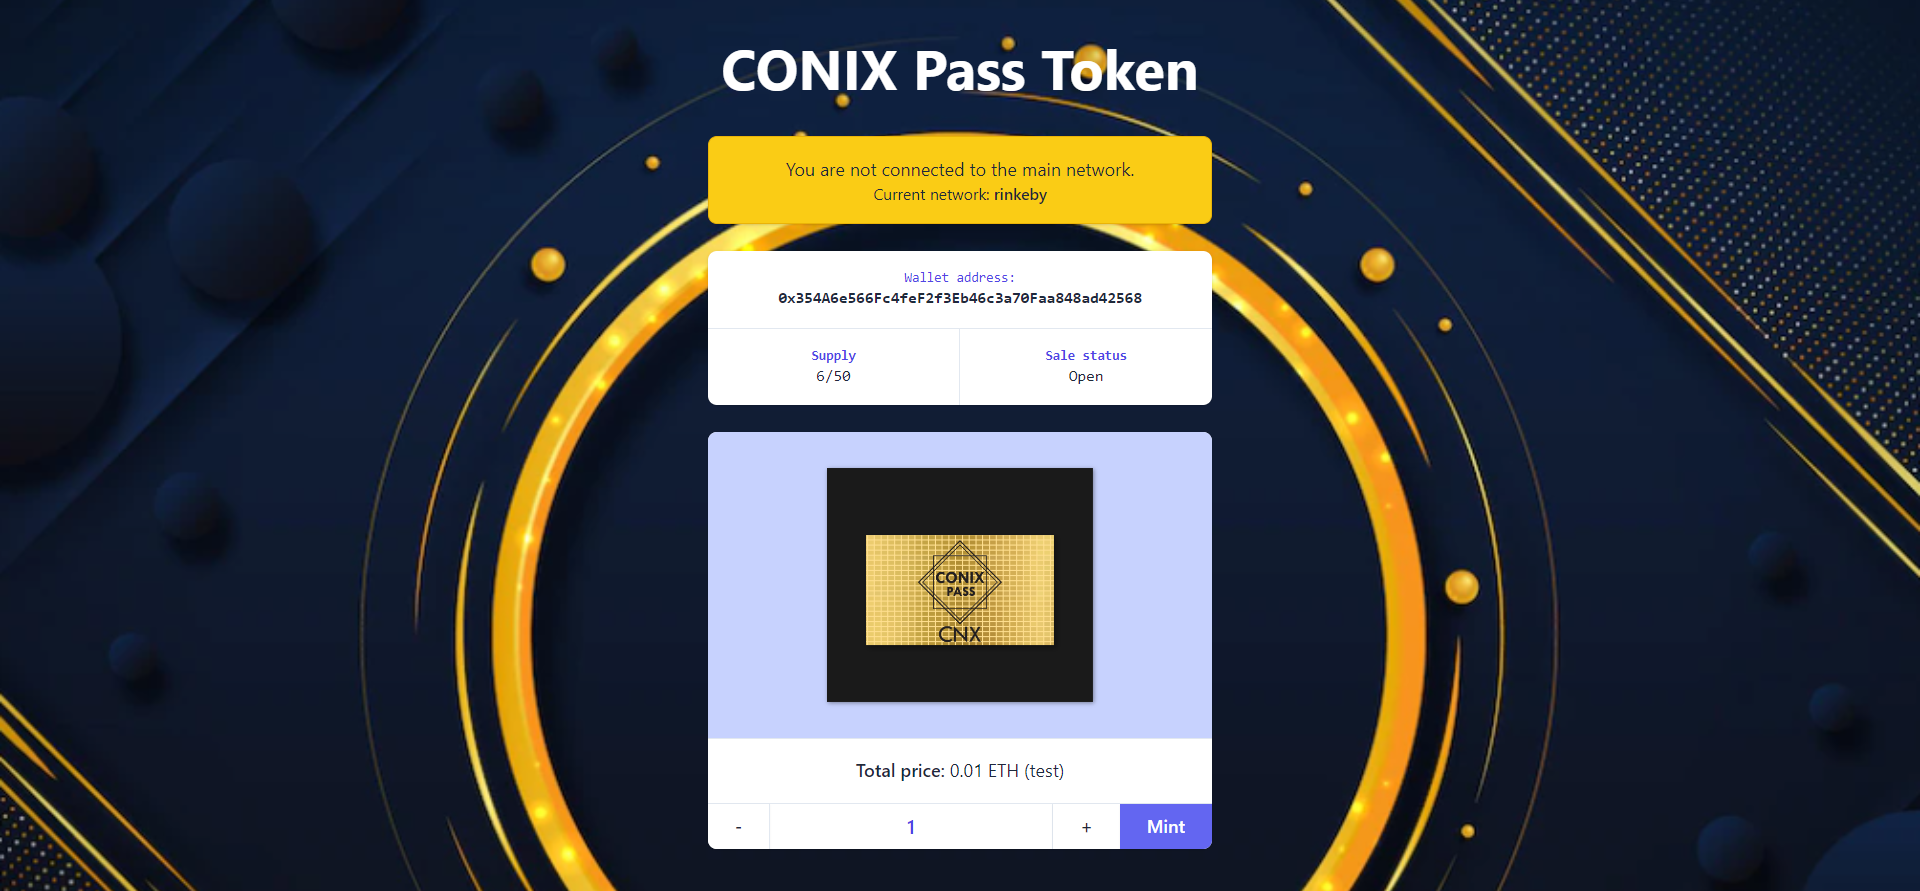 CONIX Pass Token
You are not connected to the main network.
Current network: rinkeby
Wallet address:
0x354A6e566Fc4feF2f3Eb46c3a70Faa848ad42568
Supply
6/50
Sale status
Open
CONIX
PASS
CNX
Total price: 0.01 ETH (test)
- 1 + Mint